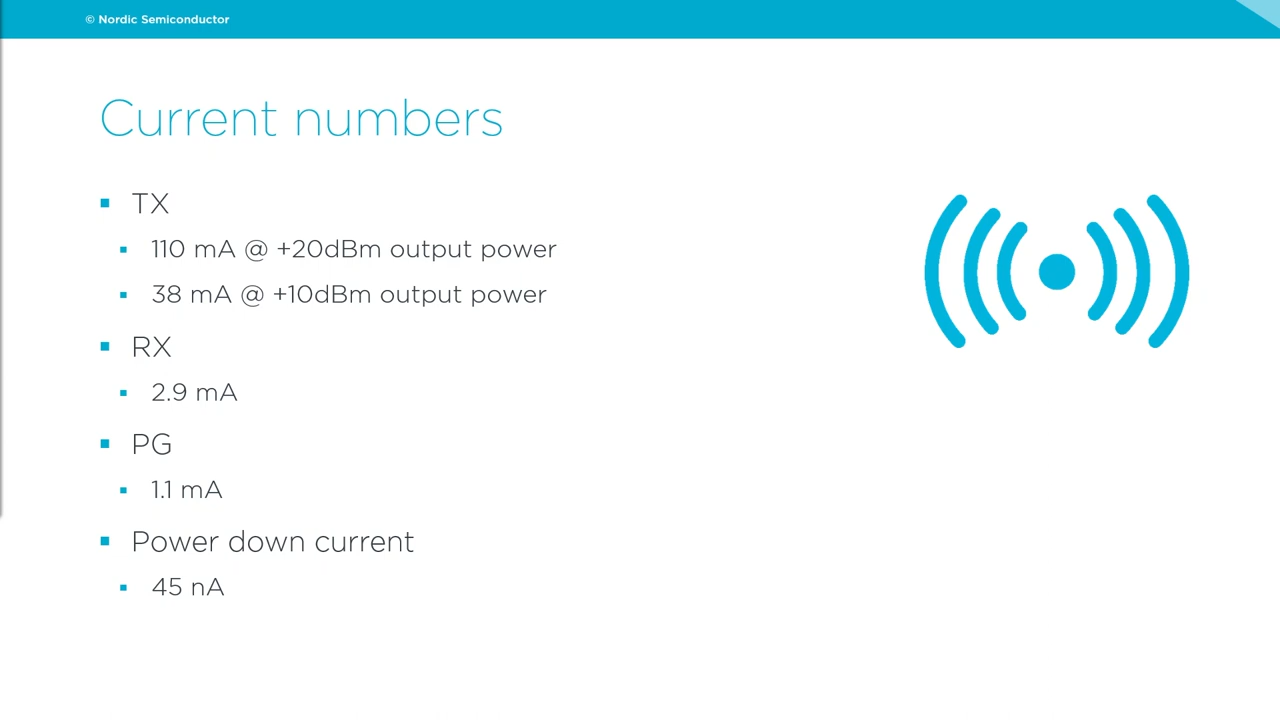 © Nordic Semiconductor
Current numbers
TX
110 mA @ +20dBm output power
38 mA @ +10dBm output power
RX
2.9 mA
PG
1.1 mA
Power down current
45 nA